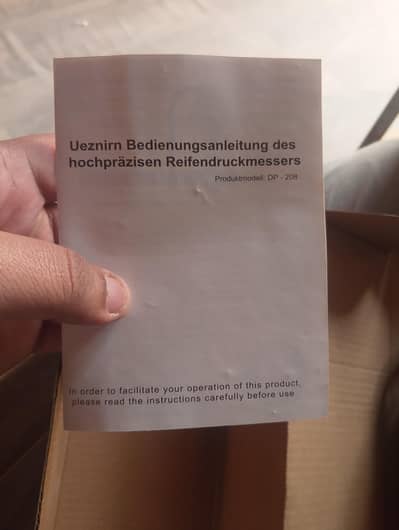 Ueznirn Bedienungsanleitung des
hochpräzisen Reifendruckmessers
Produktmodell: DP - 208
In order to facilitate your operation of this product,
please read the instructions carefully before use